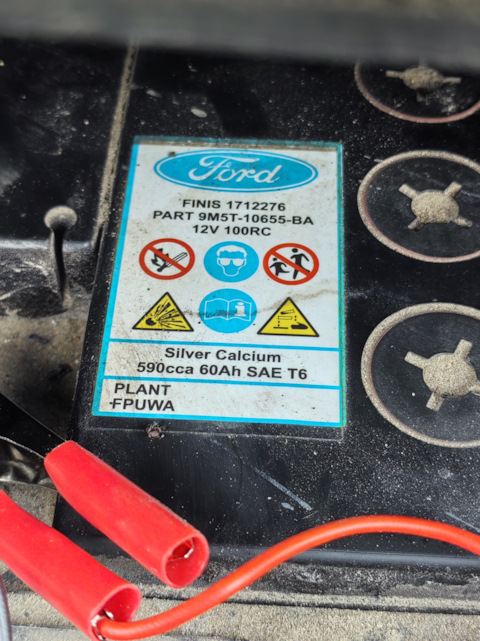 Ford
FINIS 1712276
PART 9M5T-10655-BA
12V 100RC
Silver Calcium
590cca 60Ah SAE T6
PLANT
FPUWA